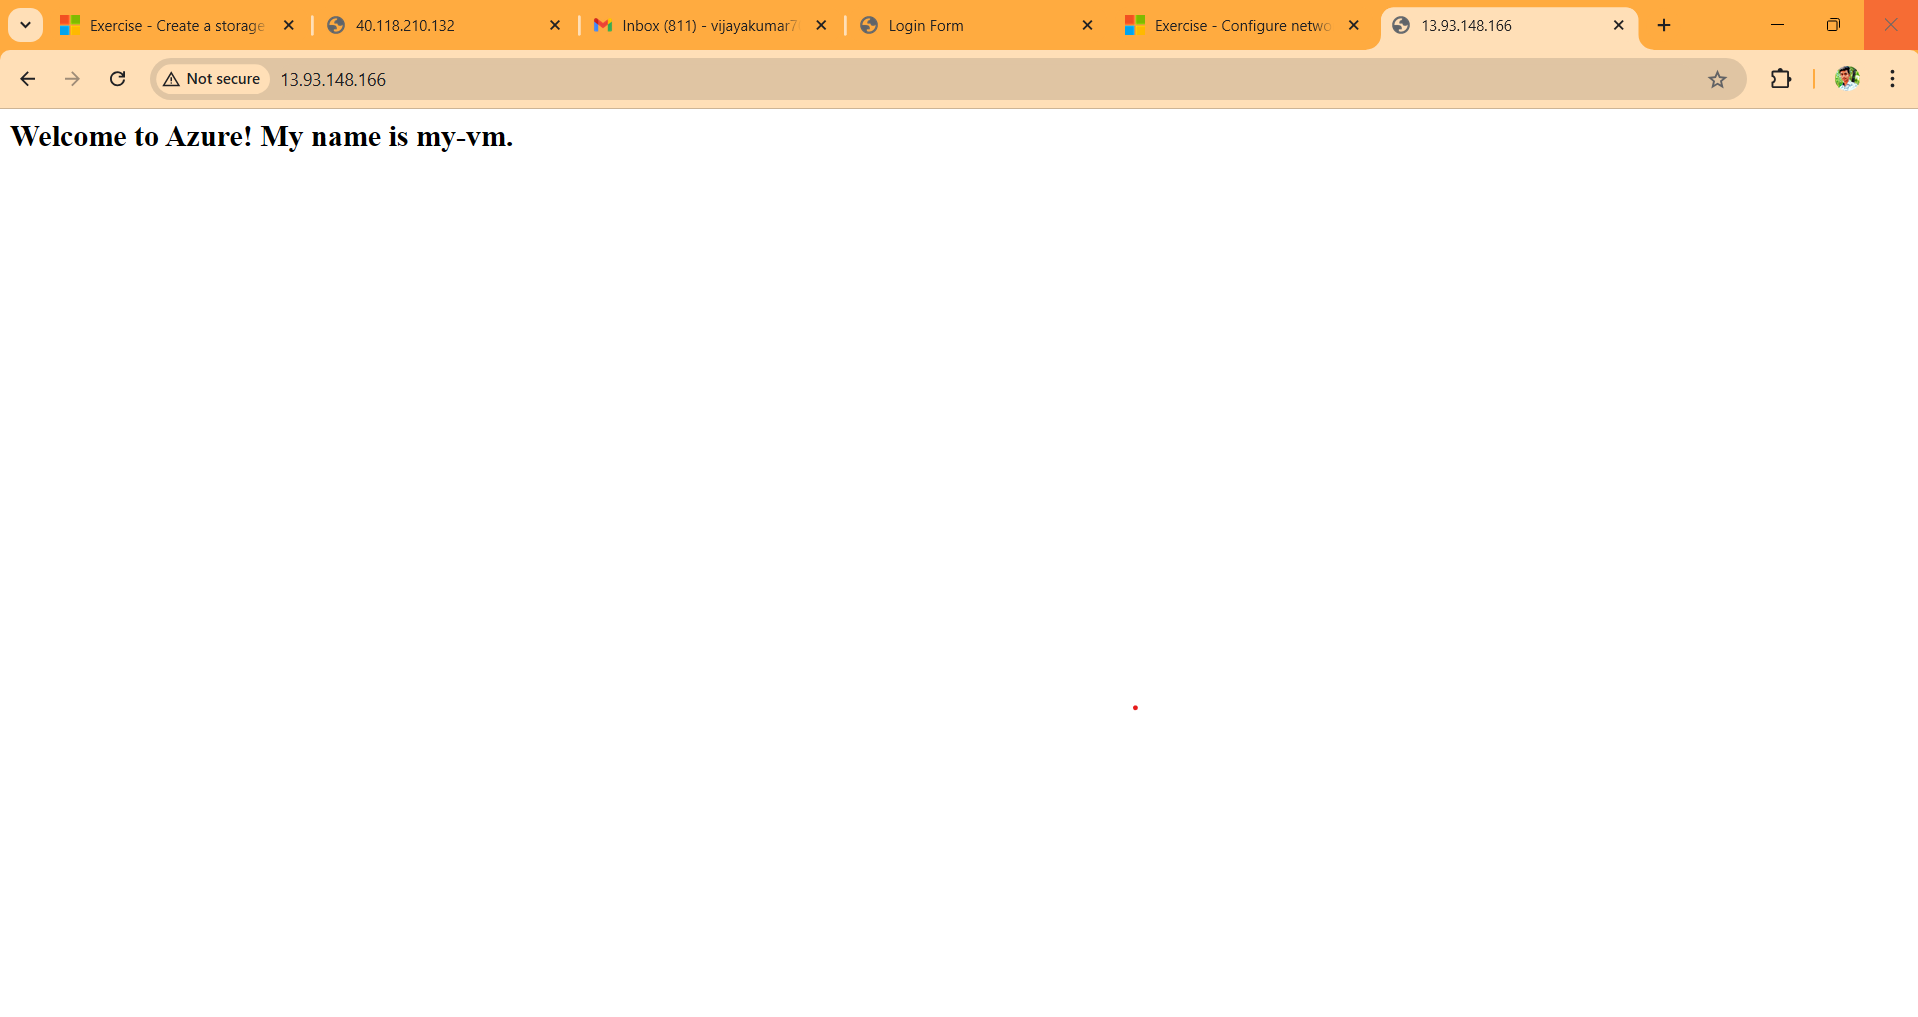 Exercise - Create a storage
40.118.210.132
Inbox (811) - vijayakumar7
Login Form
Exercise - Configure netwo
13.93.148.166
Not secure
13.93.148.166
Welcome to Azure! My name is my-vm.